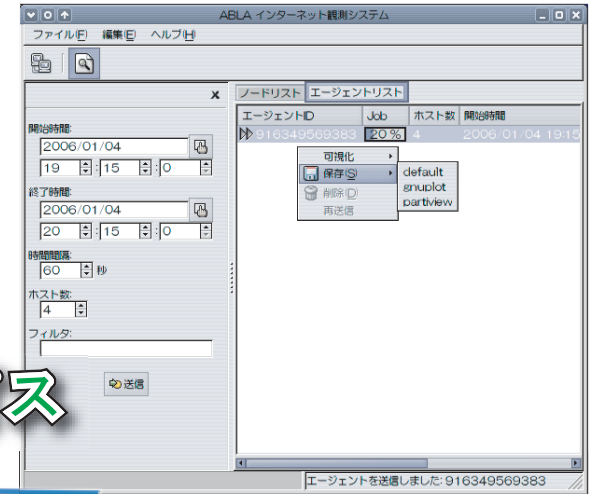 ABLA インターネット観測システム
ファイル(F) 編集(E) ヘルプ(H)
x
ノードリスト エージェントリスト
エージェントID Job ホスト数 開始時間
916349569383 20 % 4 2006/01/04 19:15
開始時間:
2006/01/04
19 : 15 : 0
終了時間:
2006/01/04
20 : 15 : 0
時間間隔:
60 秒
ホスト数:
4
フィルタ:
送信
可視化
保存(S)
削除(D)
再送信
default
gnuplot
partiview
ス
エージェントを送信しました: 916349569383